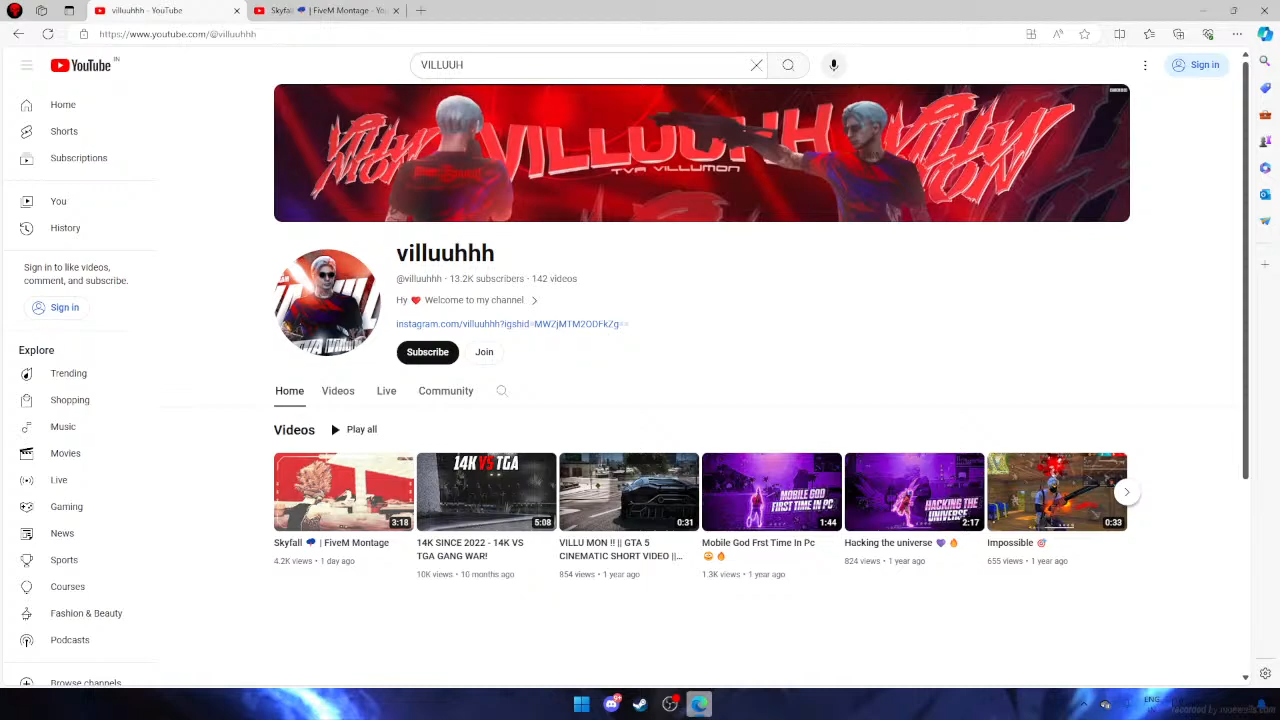 villuuhhh - YouTube
Skyfall 🌪️ | FiveM Montage - You
https://www.youtube.com/@villuuhhh
YouTube IN
VILLUUH
Sign in
Home
Shorts
Subscriptions
You
History
Sign in to like videos,
comment, and subscribe.
Sign in
Explore
Trending
Shopping
Music
Movies
Live
Gaming
News
Sports
Courses
Fashion & Beauty
Podcasts
Browse channels
VILLUUHH
TVA VILLUMON
villuuhhh
@villuuhhh · 13.2K subscribers · 142 videos
Hy ❤️ Welcome to my channel
instagram.com/villuuhhh?igshid=MWZjMTM2ODFkZg==
Subscribe
Join
Home
Videos
Live
Community
Videos
Play all
3:18
Skyfall 🌪️ | FiveM Montage
4.2K views • 1 day ago
14K VS TGA
5:08
14K SINCE 2022 - 14K VS
TGA GANG WAR!
10K views • 10 months ago
0:31
VILLU MON !! || GTA 5
CINEMATIC SHORT VIDEO ||...
854 views • 1 year ago
MOBILE GOD
FIRST TIME IN PC
1:44
Mobile God Frst Time In Pc
😳 🔥
1.3K views • 1 year ago
HACKING THE
UNIVERSE
2:17
Hacking the universe 💜 🔥
824 views • 1 year ago
0:33
Impossible 🎯
655 views • 1 year ago
ENG